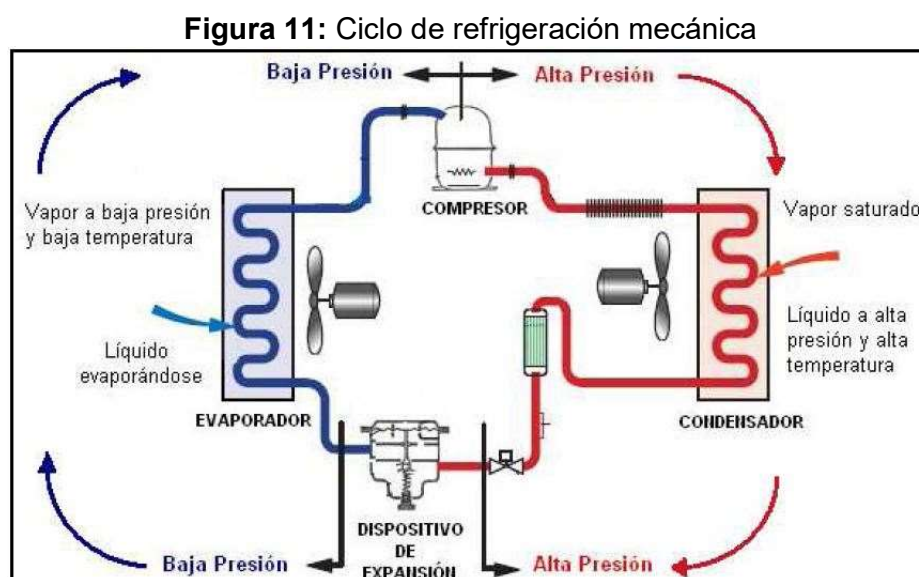 Figura 11: Ciclo de refrigeración mecánica
Baja Presión
Alta Presión
COMPRESOR
Vapor a baja presión
y baja temperatura
Vapor saturado
Líquido
evaporándose
Líquido a alta
presión y alta
temperatura
EVAPORADOR
CONDENSADOR
DISPOSITIVO
DE
EXPANSIÓN
Baja Presión
Alta Presión